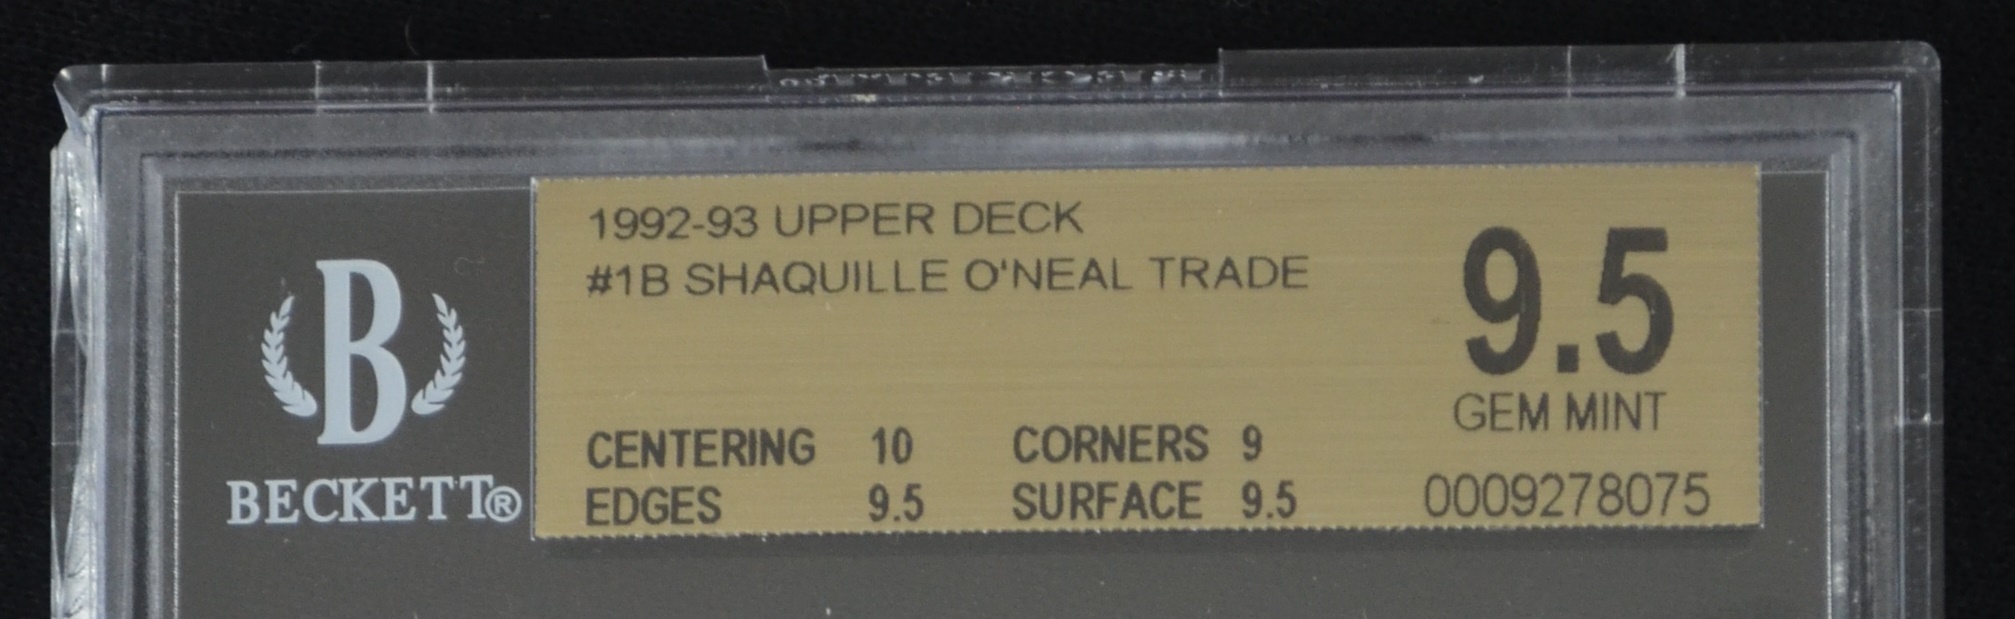 1992-93 UPPER DECK
#1B SHAQUILLE O'NEAL TRADE
9.5
GEM MINT
B
BECKETT®
CENTERING 10 CORNERS 9
EDGES 9.5 SURFACE 9.5
0009278075